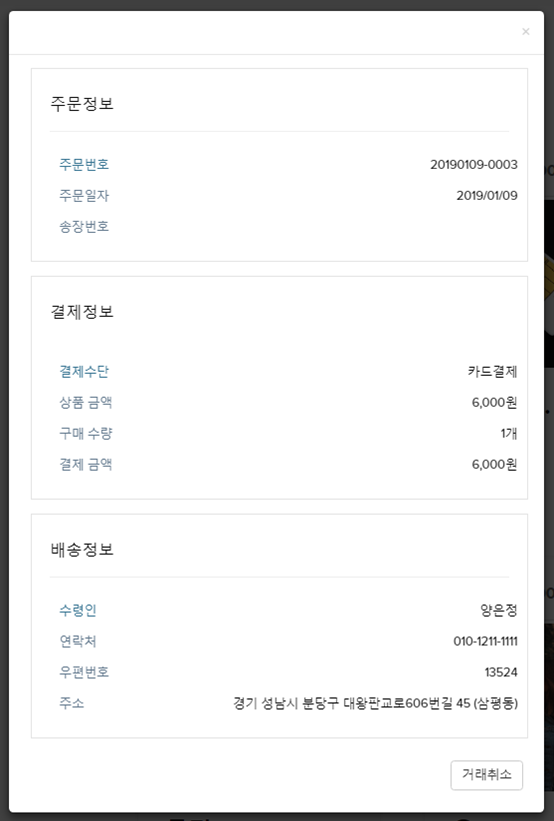 ×
주문정보
주문번호 20190109-0003
주문일자 2019/01/09
송장번호
결제정보
결제수단 카드결제
상품 금액 6,000원
구매 수량 1개
결제 금액 6,000원
배송정보
수령인 양은정
연락처 010-1211-1111
우편번호 13524
주소 경기 성남시 분당구 대왕판교로606번길 45 (삼평동)
거래취소